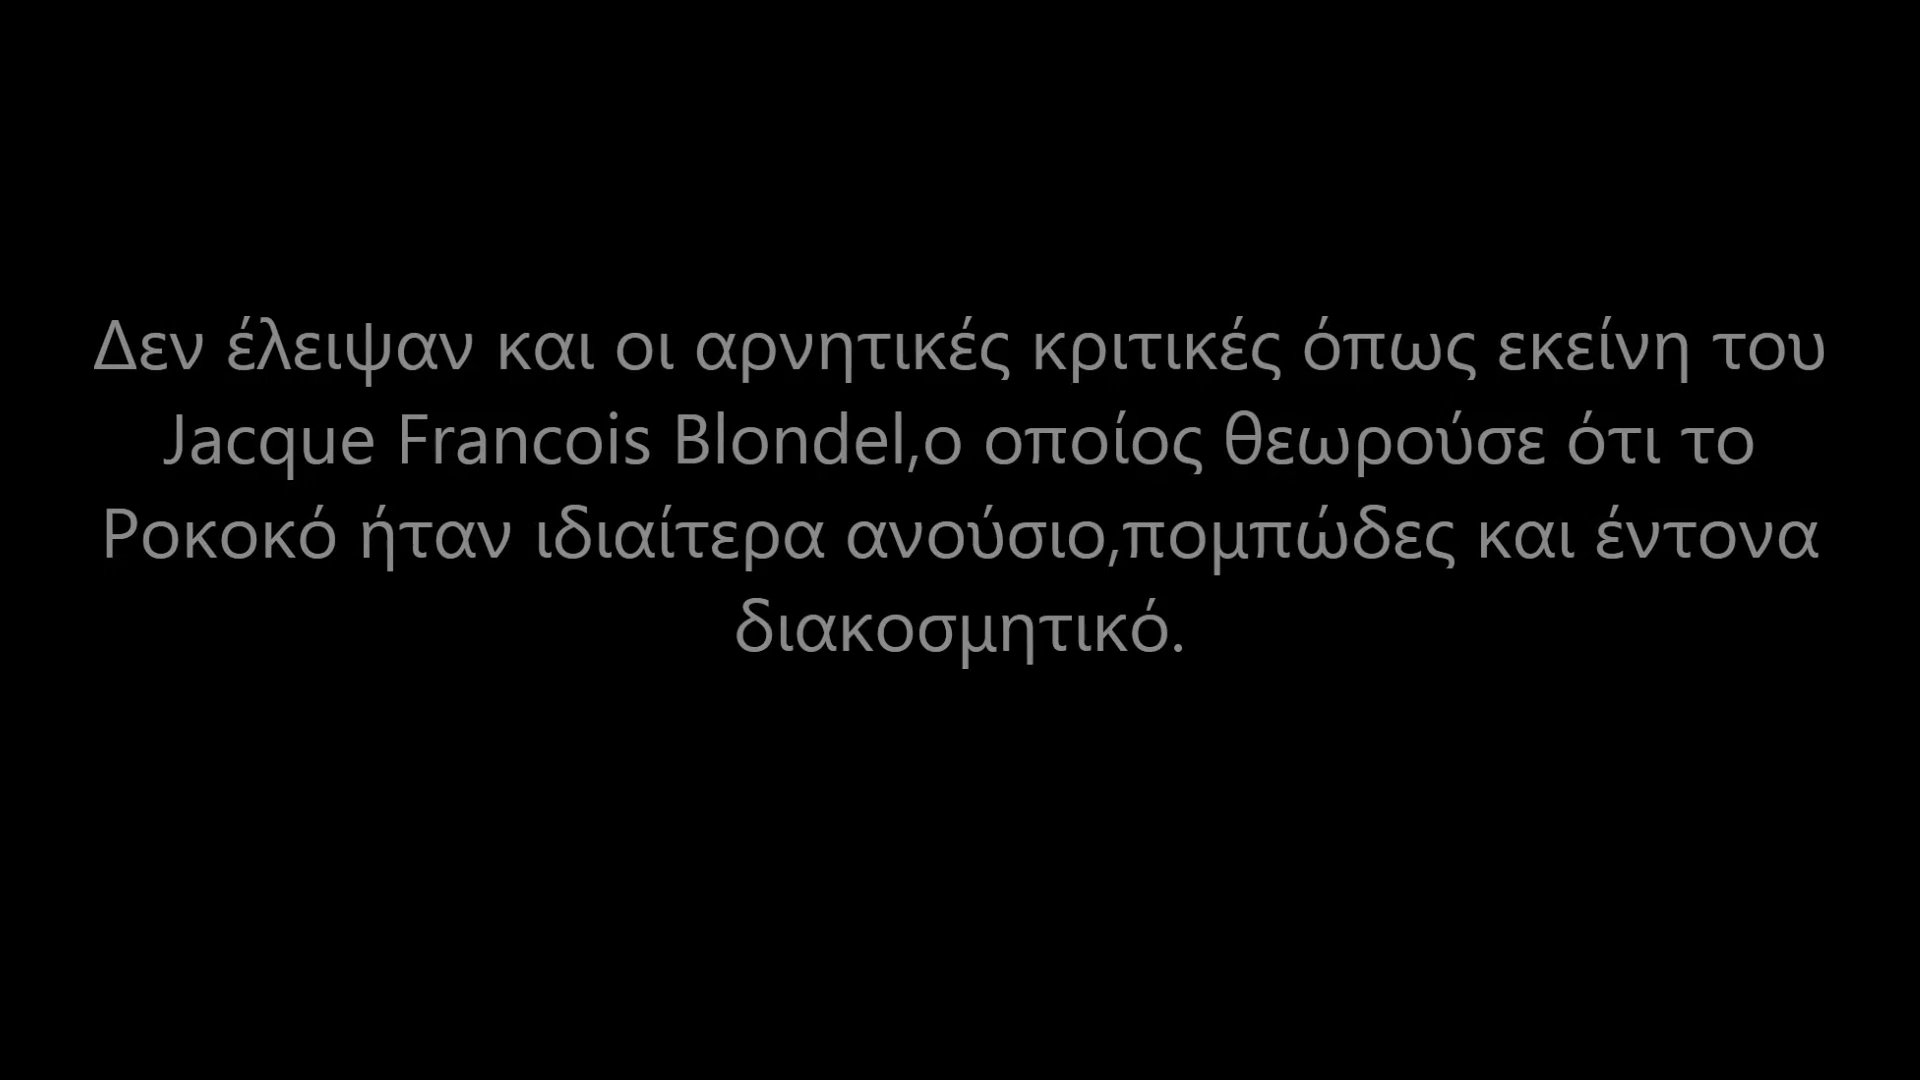 Δεν έλειψαν και οι αρνητικές κριτικές όπως εκείνη του
Jacque Francois Blondel,ο οποίος θεωρούσε ότι το
Ροκοκό ήταν ιδιαίτερα ανούσιο,πομπώδες και έντονα
διακοσμητικό.